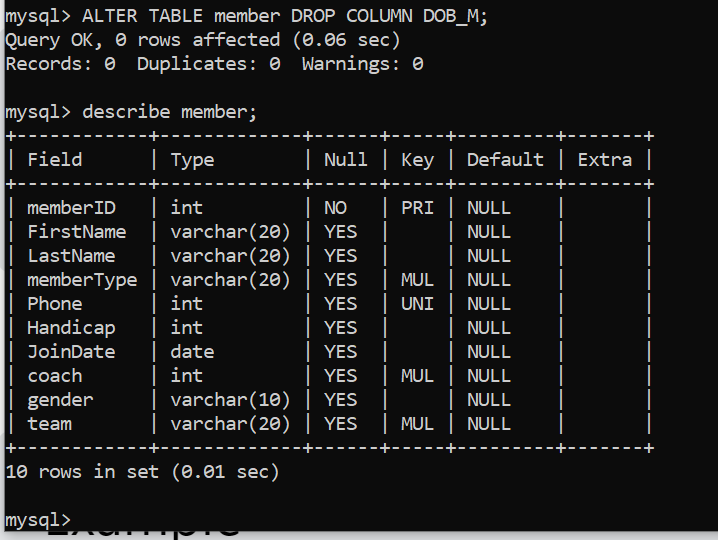 mysql> ALTER TABLE member DROP COLUMN DOB_M;
Query OK, 0 rows affected (0.06 sec)
Records: 0  Duplicates: 0  Warnings: 0

mysql> describe member;
+------------+-------------+------+-----+---------+-------+
| Field      | Type        | Null | Key | Default | Extra |
+------------+-------------+------+-----+---------+-------+
| memberID   | int         | NO   | PRI | NULL    |       |
| FirstName  | varchar(20) | YES  |     | NULL    |       |
| LastName   | varchar(20) | YES  |     | NULL    |       |
| memberType | varchar(20) | YES  | MUL | NULL    |       |
| Phone      | int         | YES  | UNI | NULL    |       |
| Handicap   | int         | YES  |     | NULL    |       |
| JoinDate   | date        | YES  |     | NULL    |       |
| coach      | int         | YES  | MUL | NULL    |       |
| gender     | varchar(10) | YES  |     | NULL    |       |
| team       | varchar(20) | YES  | MUL | NULL    |       |
+------------+-------------+------+-----+---------+-------+
10 rows in set (0.01 sec)

mysql>